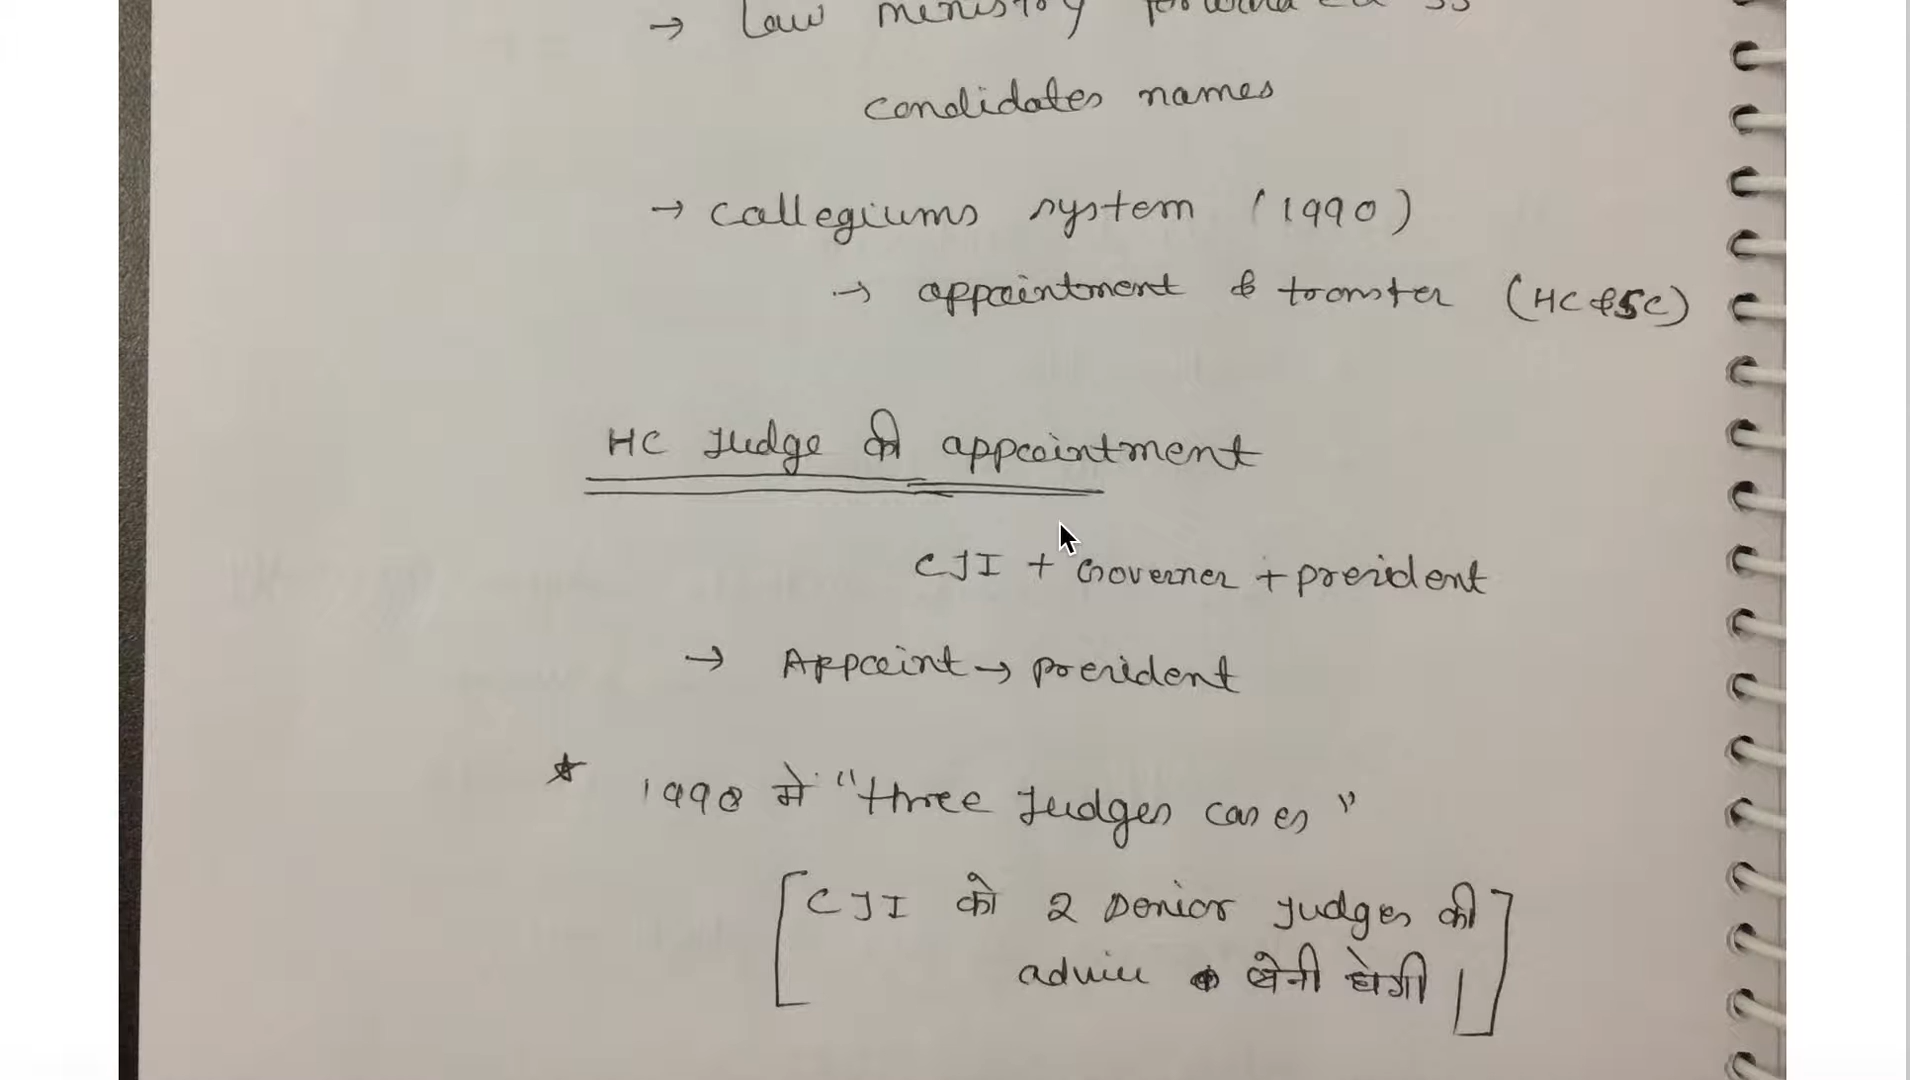 → Law ministry
candidates names
→ collegiums system (1990)
→ appointment & transfer (HC & SC)
HC Judge की appointment
CJI + Governer + president
→ Appoint → president
☆ 1998 मे "three Judges cases"
[CJI को 2 senior judges की
advice लेनी होगी।]